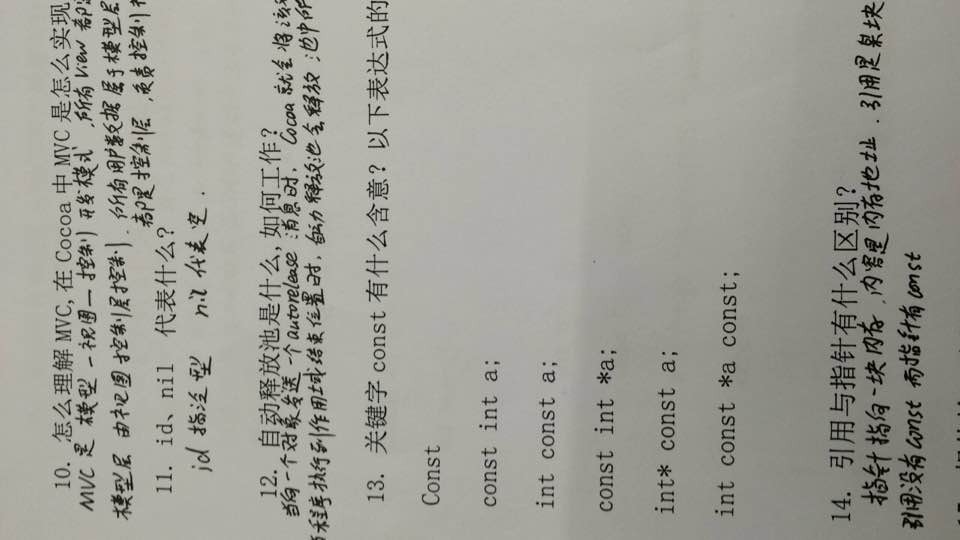 10. 怎么理解 MVC, 在 Cocoa 中 MVC 是怎么实现
MVC 是 模型 — 视图 — 控制 开发模式, 所有 View 都
模型层 由视图控制层控制. 所有用户数据属于模型层
都是控制层, 负责控制
11. id、nil 代表什么?
id 指泛型 nil 代表空.
12. 自动释放池是什么, 如何工作?
当向一个对象发送一个 autorelease 消息时, Cocoa 就会将该
程序执行到作用域结束位置时, 自动释放池会释放, 池中所
13. 关键字 const 有什么含意? 以下表达式的
Const
const int a;
int const a;
const int *a;
int* const a;
int const *a const;
14. 引用与指针有什么区别?
指针指向一块内存, 内容是内存地址. 引用是某块
引用没有 const 而指针有 const